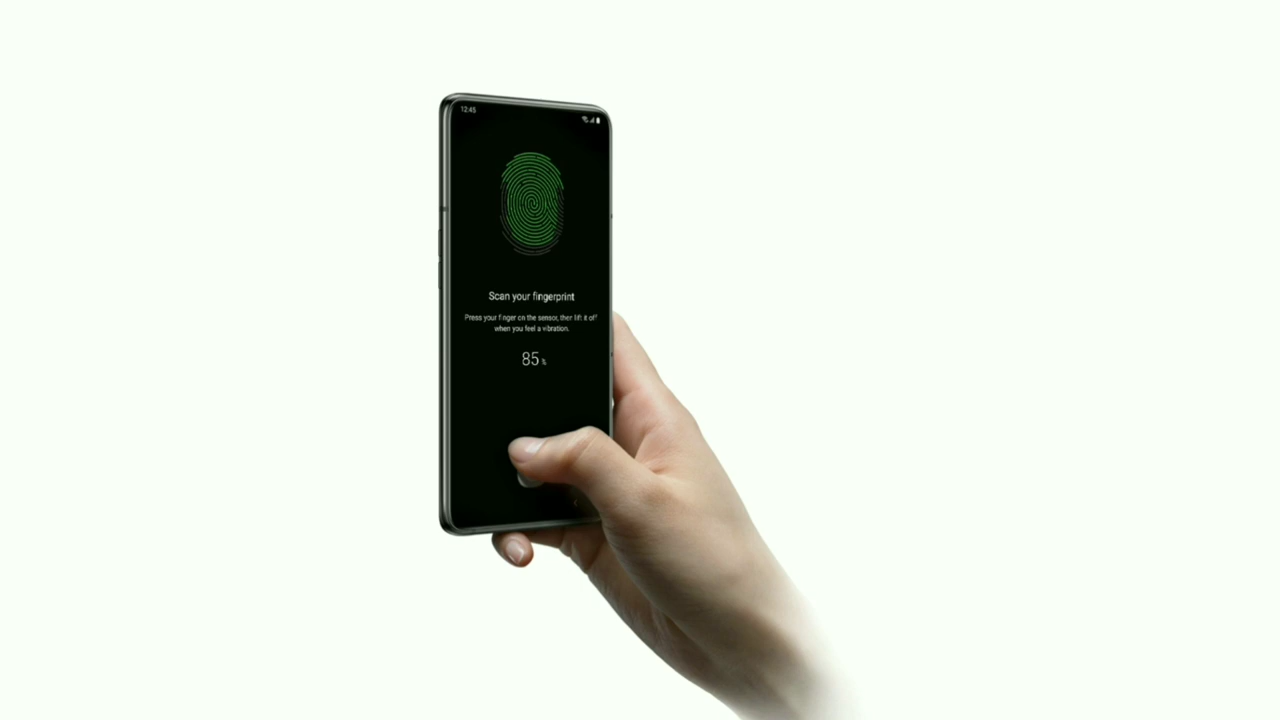 12:45
Scan your fingerprint
Press your finger on the sensor, then lift it off
when you feel a vibration.
85 %